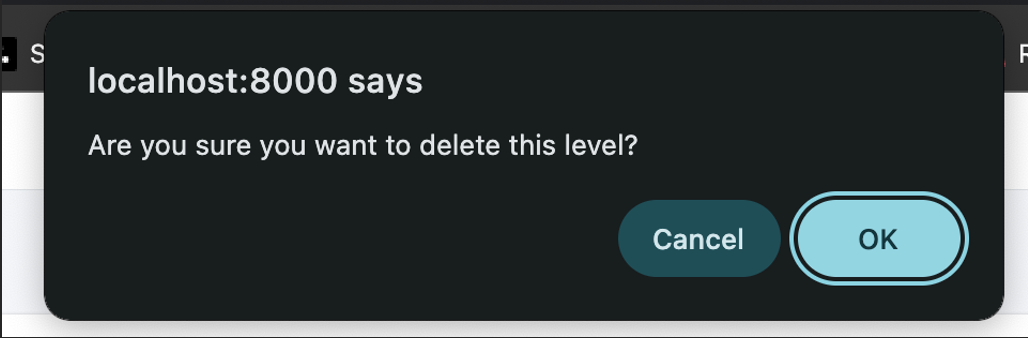 S
R
localhost:8000 says
Are you sure you want to delete this level?
Cancel
OK